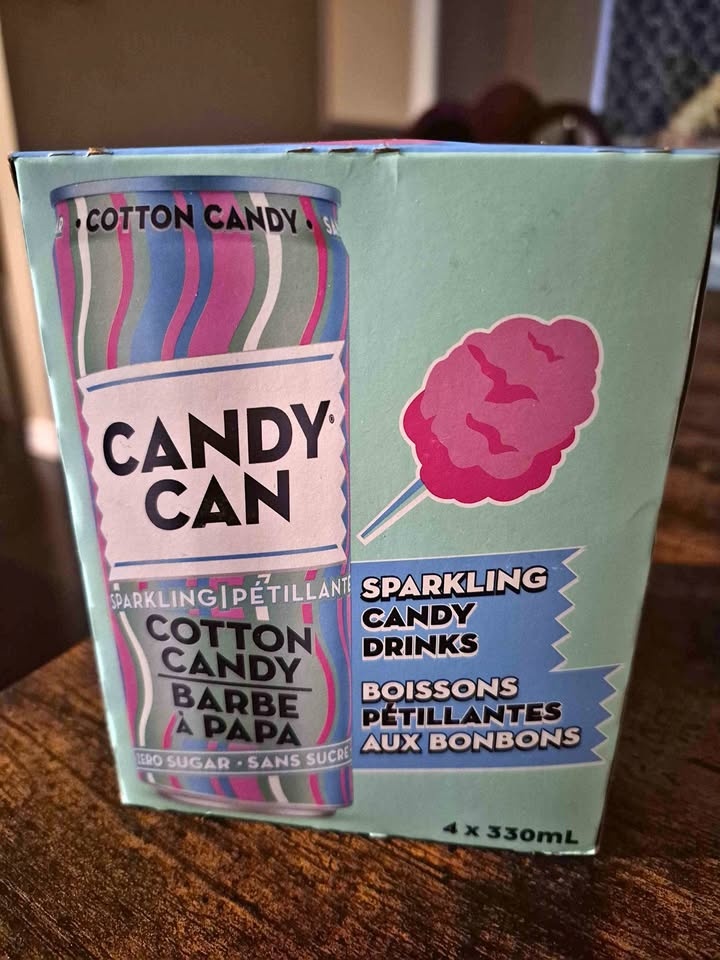 • COTTON CANDY •
CANDY®
CAN
SPARKLING|PÉTILLANT
COTTON
CANDY
BARBE
À PAPA
ZERO SUGAR • SANS SUCRE
SPARKLING
CANDY
DRINKS
BOISSONS
PÉTILLANTES
AUX BONBONS
4 x 330mL